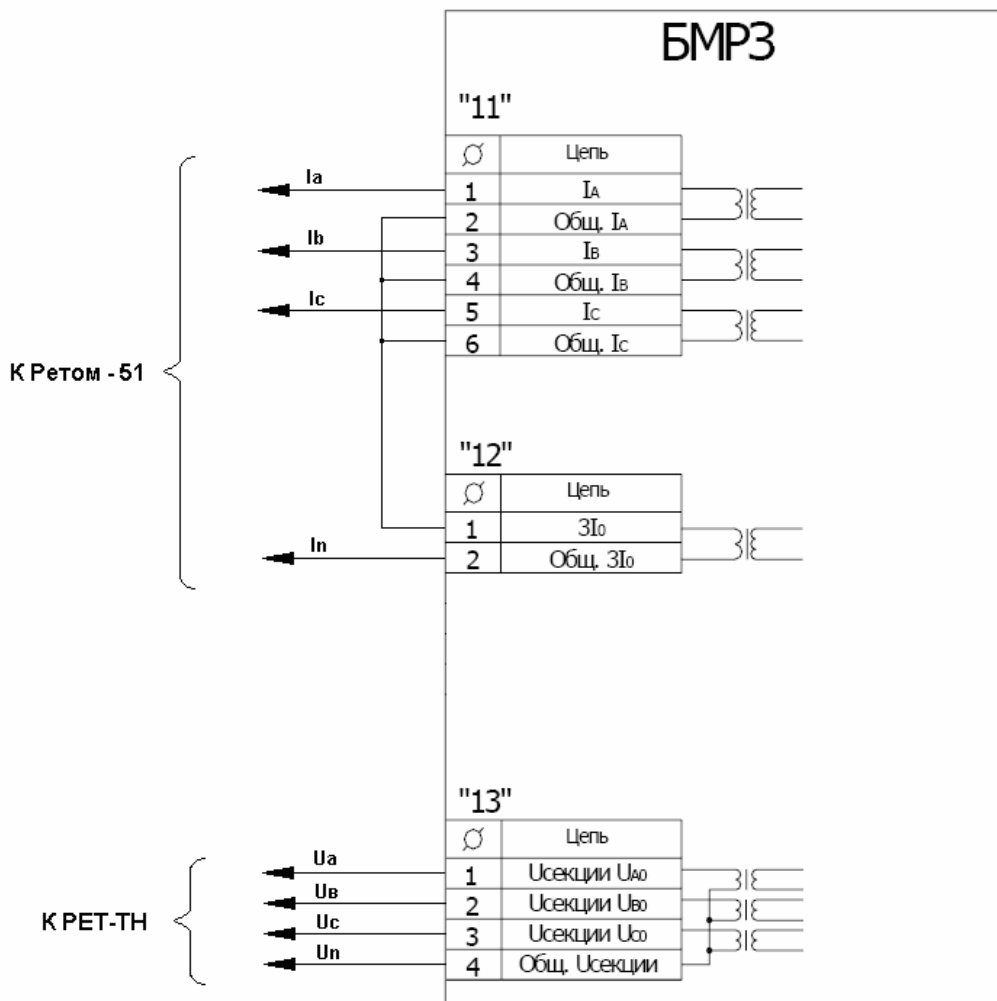 БМРЗ
"11"
Ø Цепь
Ia 1 IA
2 Общ. IA
Ib 3 IB
4 Общ. IB
Ic 5 IC
6 Общ. IC
К Ретом - 51
"12"
Ø Цепь
1 3I0
In 2 Общ. 3I0
"13"
Ø Цепь
Ua 1 Uсекции UA0
Uв 2 Uсекции UB0
Uc 3 Uсекции UC0
Un 4 Общ. Uсекции
К РЕТ-ТН